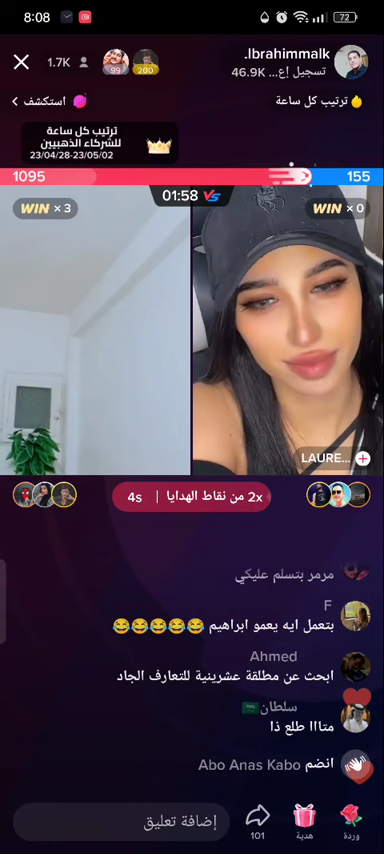 8:08
72
.Ibrahimmalk
1.7K
99
200
46.9K ...تسجيل إع
ترتيب كل ساعة
استكشف
ترتيب كل ساعة
للشركاء الذهبيين
23/04/28-23/05/02
1095
155
01:58 VS
WIN × 3
WIN × 0
LAURE...
2x من نقاط الهدايا | 4s
مرمر بتسلم عليكي
F
بتعمل ايه يعمو ابراهيم 😂😂😂😂😂
Ahmed
ابحث عن مطلقة عشرينية للتعارف الجاد
سلطان🇸🇦
متااا طلع ذا
Abo Anas Kabo انضم
إضافة تعليق
101
هدية
وردة